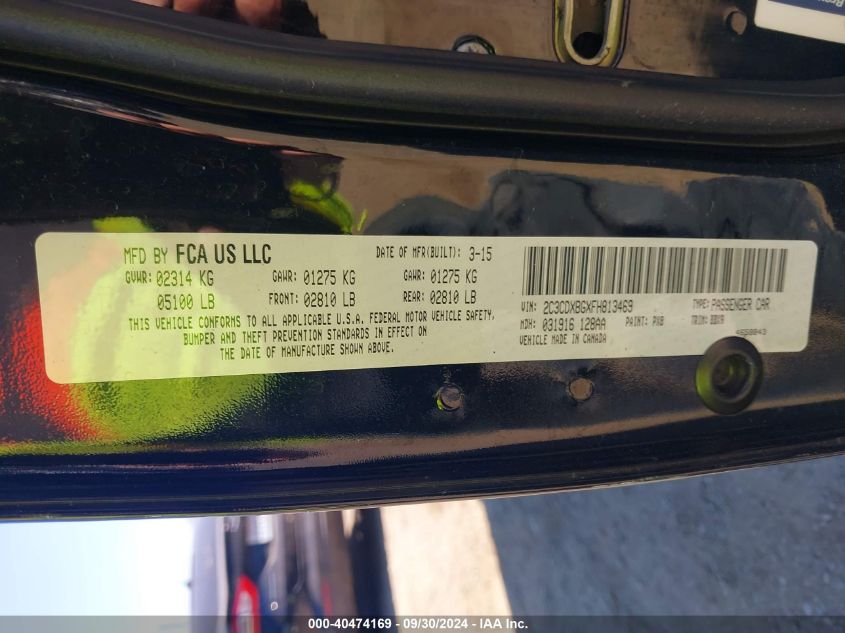 MFD BY FCA US LLC
DATE OF MFR(BUILT): 3-15
GVWR: 02314 KG
GAWR: 01275 KG
GAWR: 01275 KG
05100 LB
FRONT: 02810 LB
REAR: 02810 LB
THIS VEHICLE CONFORMS TO ALL APPLICABLE U.S.A. FEDERAL MOTOR VEHICLE SAFETY,
BUMPER AND THEFT PREVENTION STANDARDS IN EFFECT ON
THE DATE OF MANUFACTURE SHOWN ABOVE.
VIN: 2C3CDXBGXFH813469
TYPE: PASSENGER CAR
MDH: 031916 128AA
PAINT: PXB
TRIM:
VEHICLE MADE IN CANADA
000-40474169 - 09/30/2024 - IAA Inc.